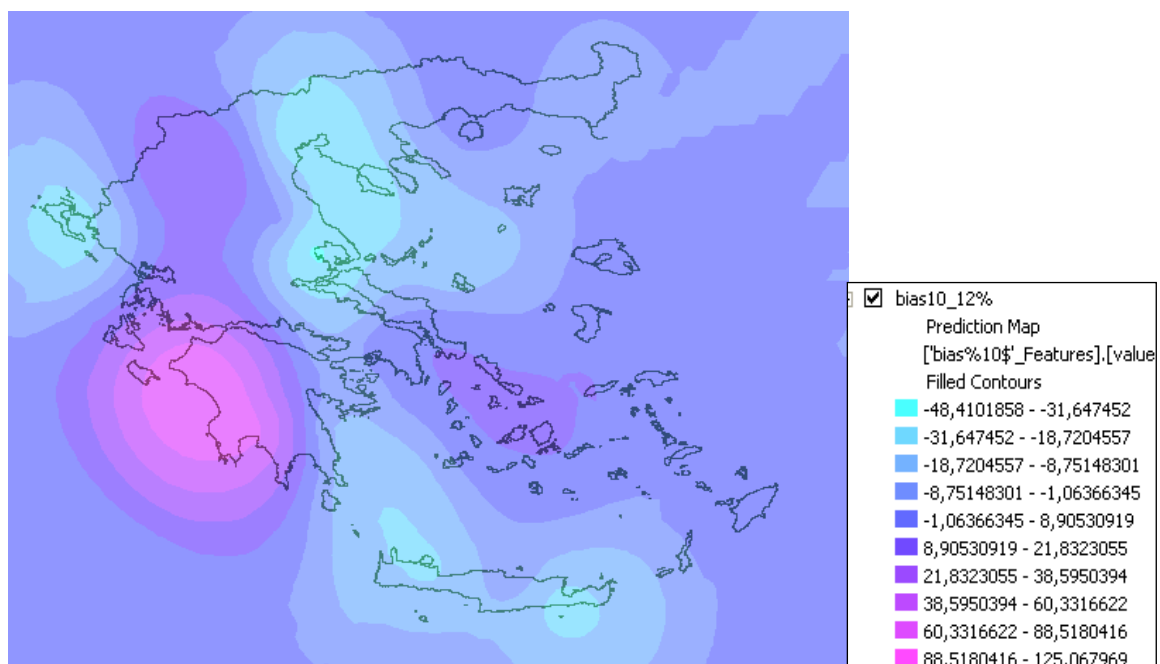 bias10_12%
Prediction Map
['bias%10$'_Features].[value
Filled Contours
-48,4101858 - -31,647452
-31,647452 - -18,7204557
-18,7204557 - -8,75148301
-8,75148301 - -1,06366345
-1,06366345 - 8,90530919
8,90530919 - 21,8323055
21,8323055 - 38,5950394
38,5950394 - 60,3316622
60,3316622 - 88,5180416
88,5180416 - 125,067969